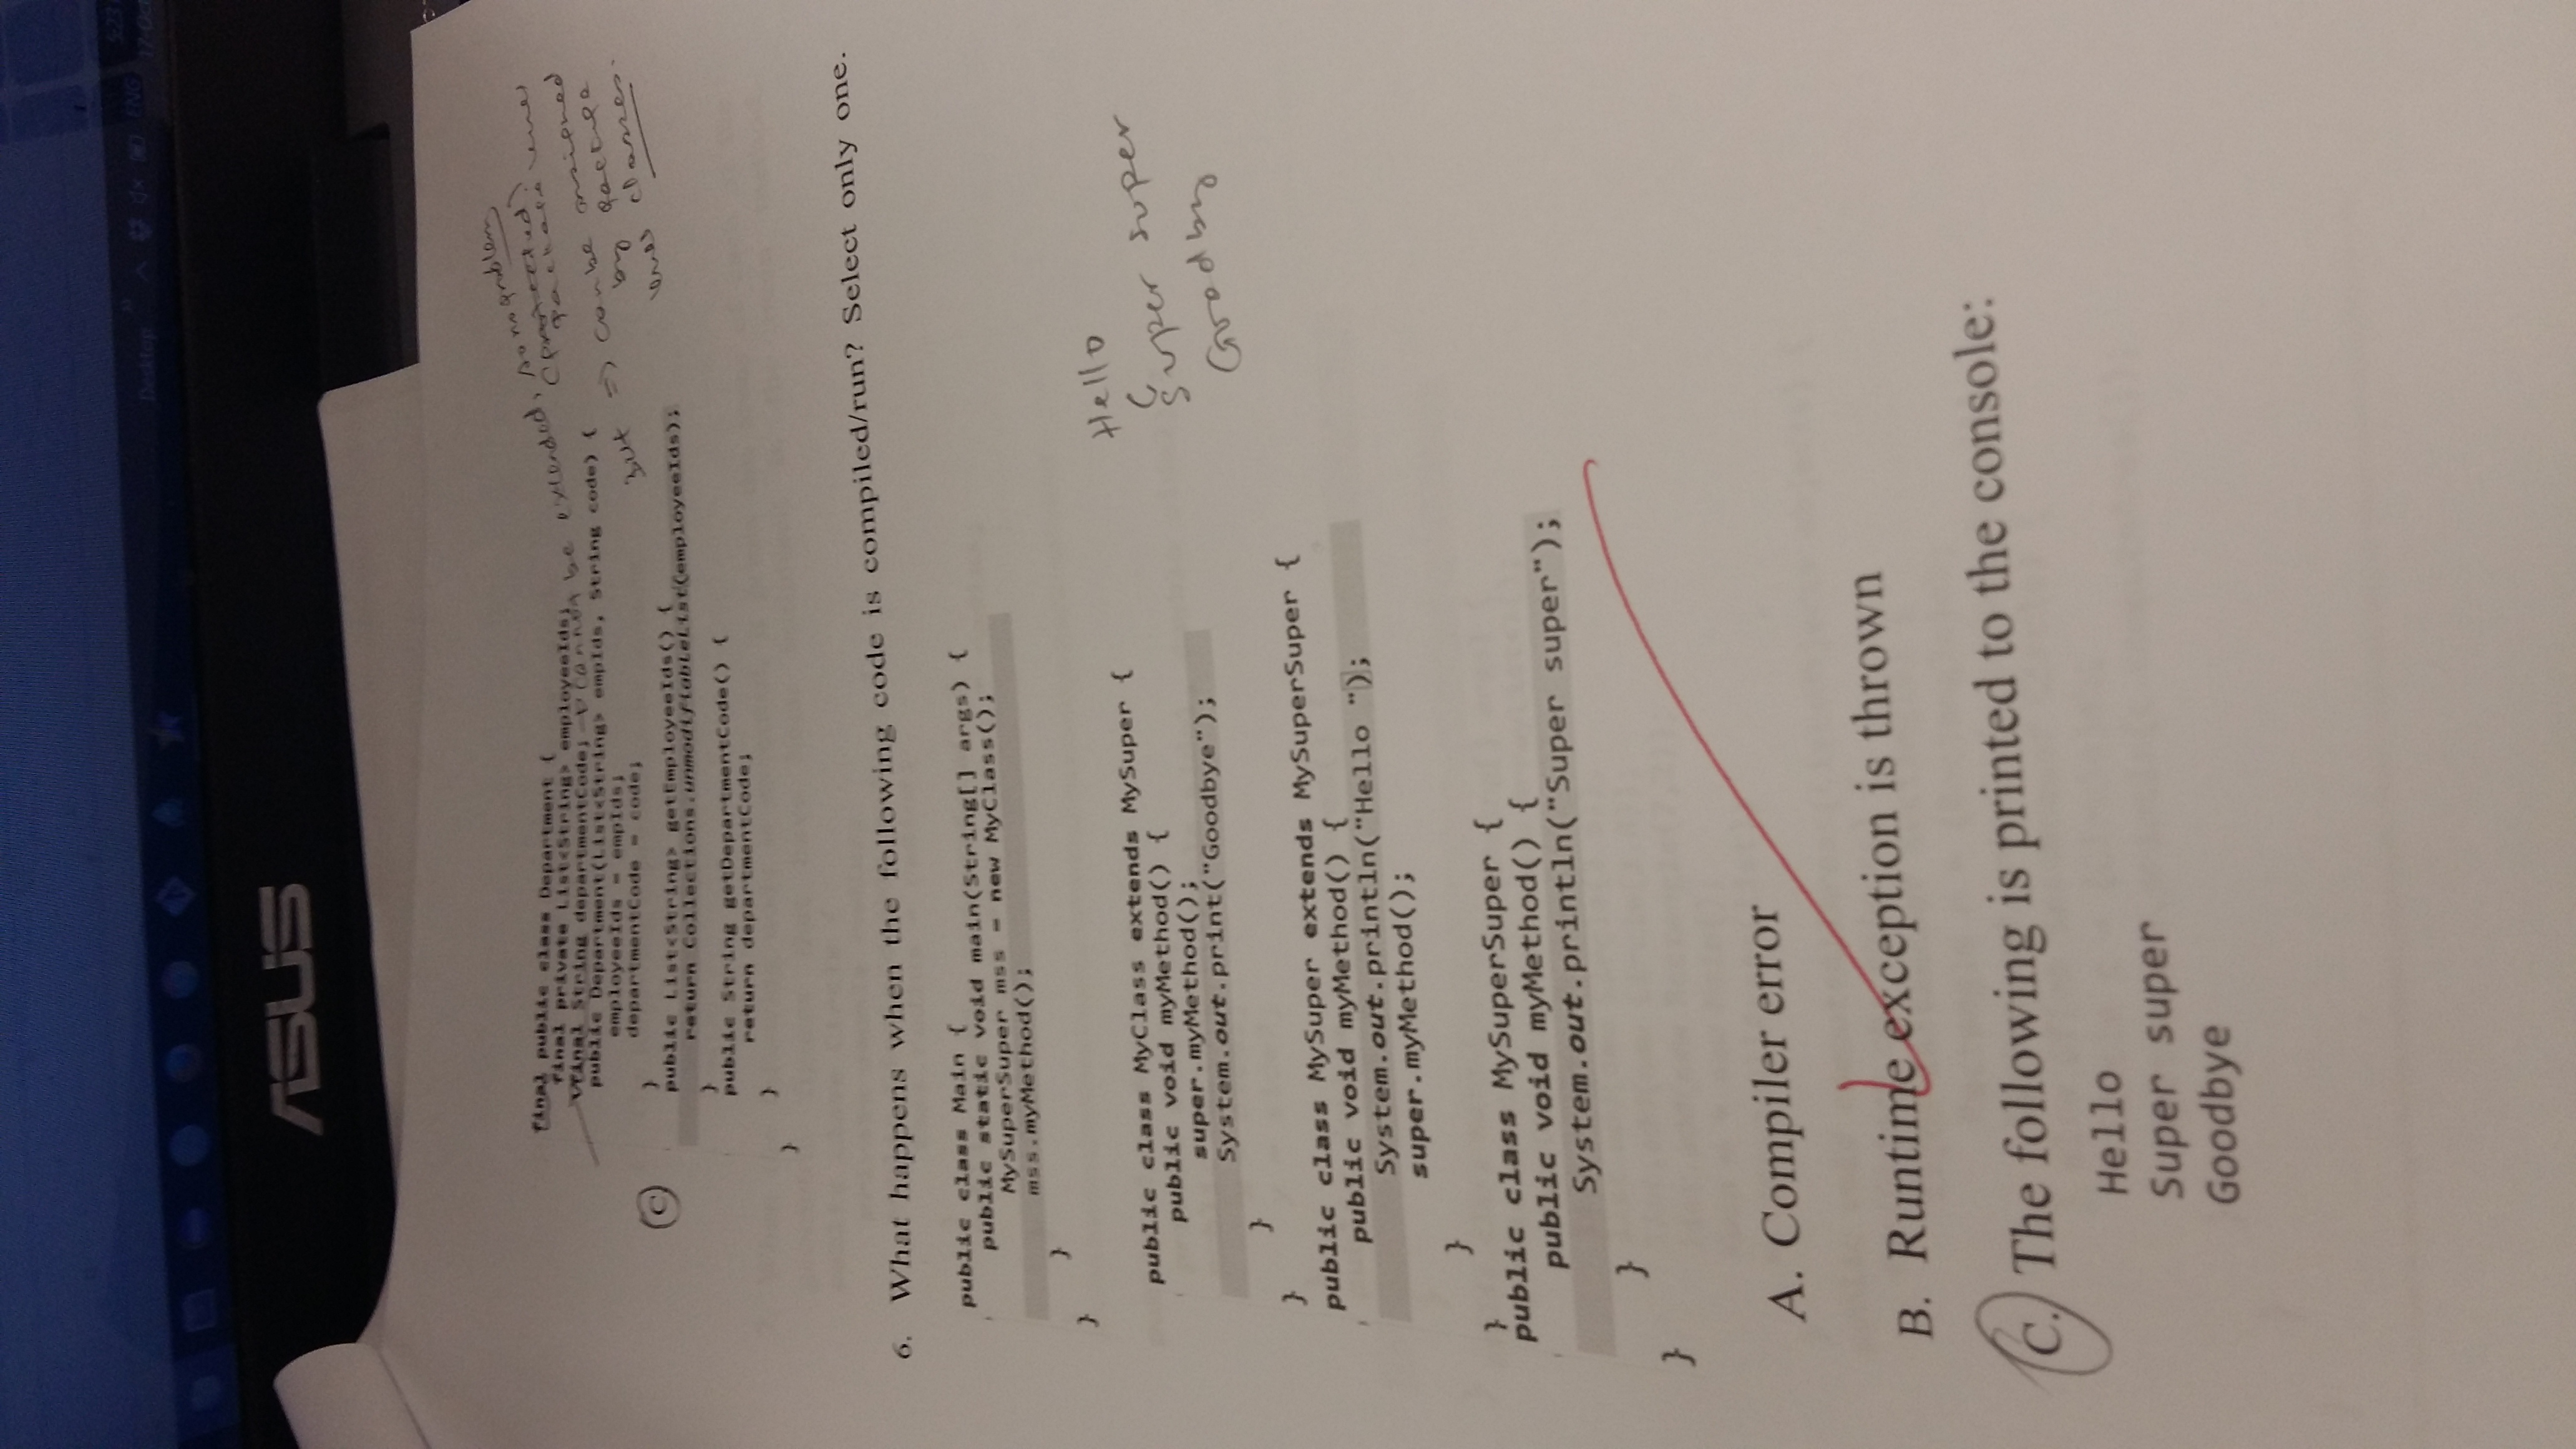 Desktop
ENG
ASUS
final public class Department {
final private List<String> employeeIds;
final String departmentCode; cannot be extended, so no problem
(protected)
package level
public Department(List<String> empIds, String code) {
But => can be assigned
employeeIds = empIds;
by package
departmentCode = code;
level classes.
}
C
public List<String> getEmployeeIds() {
return Collections.unmodifiableList(employeeIds);
}
public String getDepartmentCode() {
return departmentCode;
}
}
6. What happens when the following code is compiled/run? Select only one.
public class Main {
public static void main(String[] args) {
MySuperSuper mss = new MyClass();
mss.myMethod();
}
}
public class MyClass extends MySuper {
public void myMethod() {
super.myMethod();
System.out.print("Goodbye");
}
}
Hello
Super super
Goodby
public class MySuper extends MySuperSuper {
public void myMethod() {
System.out.println("Hello ");
super.myMethod();
}
}
public class MySuperSuper {
public void myMethod() {
System.out.println("Super super");
}
}
A. Compiler error
B. Runtime exception is thrown
C. The following is printed to the console:
Hello
Super super
Goodbye